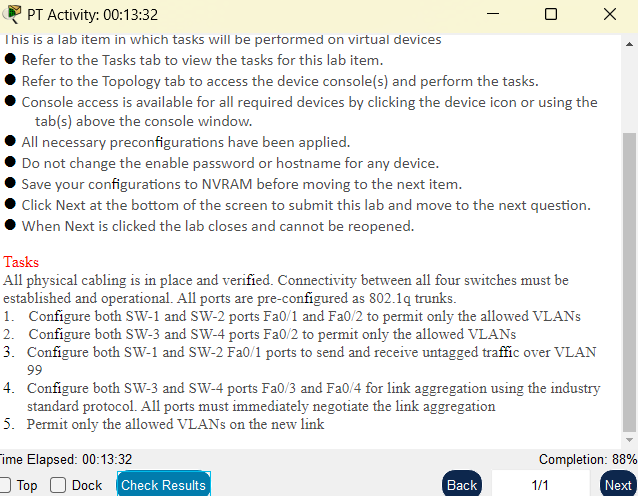 PT Activity: 00:13:32
This is a lab item in which tasks will be performed on virtual devices
● Refer to the Tasks tab to view the tasks for this lab item.
● Refer to the Topology tab to access the device console(s) and perform the tasks.
● Console access is available for all required devices by clicking the device icon or using the
tab(s) above the console window.
● All necessary preconfigurations have been applied.
● Do not change the enable password or hostname for any device.
● Save your configurations to NVRAM before moving to the next item.
● Click Next at the bottom of the screen to submit this lab and move to the next question.
● When Next is clicked the lab closes and cannot be reopened.
Tasks
All physical cabling is in place and verified. Connectivity between all four switches must be
established and operational. All ports are pre-configured as 802.1q trunks.
1. Configure both SW-1 and SW-2 ports Fa0/1 and Fa0/2 to permit only the allowed VLANs
2. Configure both SW-3 and SW-4 ports Fa0/2 to permit only the allowed VLANs
3. Configure both SW-1 and SW-2 Fa0/1 ports to send and receive untagged traffic over VLAN
99
4. Configure both SW-3 and SW-4 ports Fa0/3 and Fa0/4 for link aggregation using the industry
standard protocol. All ports must immediately negotiate the link aggregation
5. Permit only the allowed VLANs on the new link
Time Elapsed: 00:13:32 Completion: 88%
Top Dock Check Results Back 1/1 Next